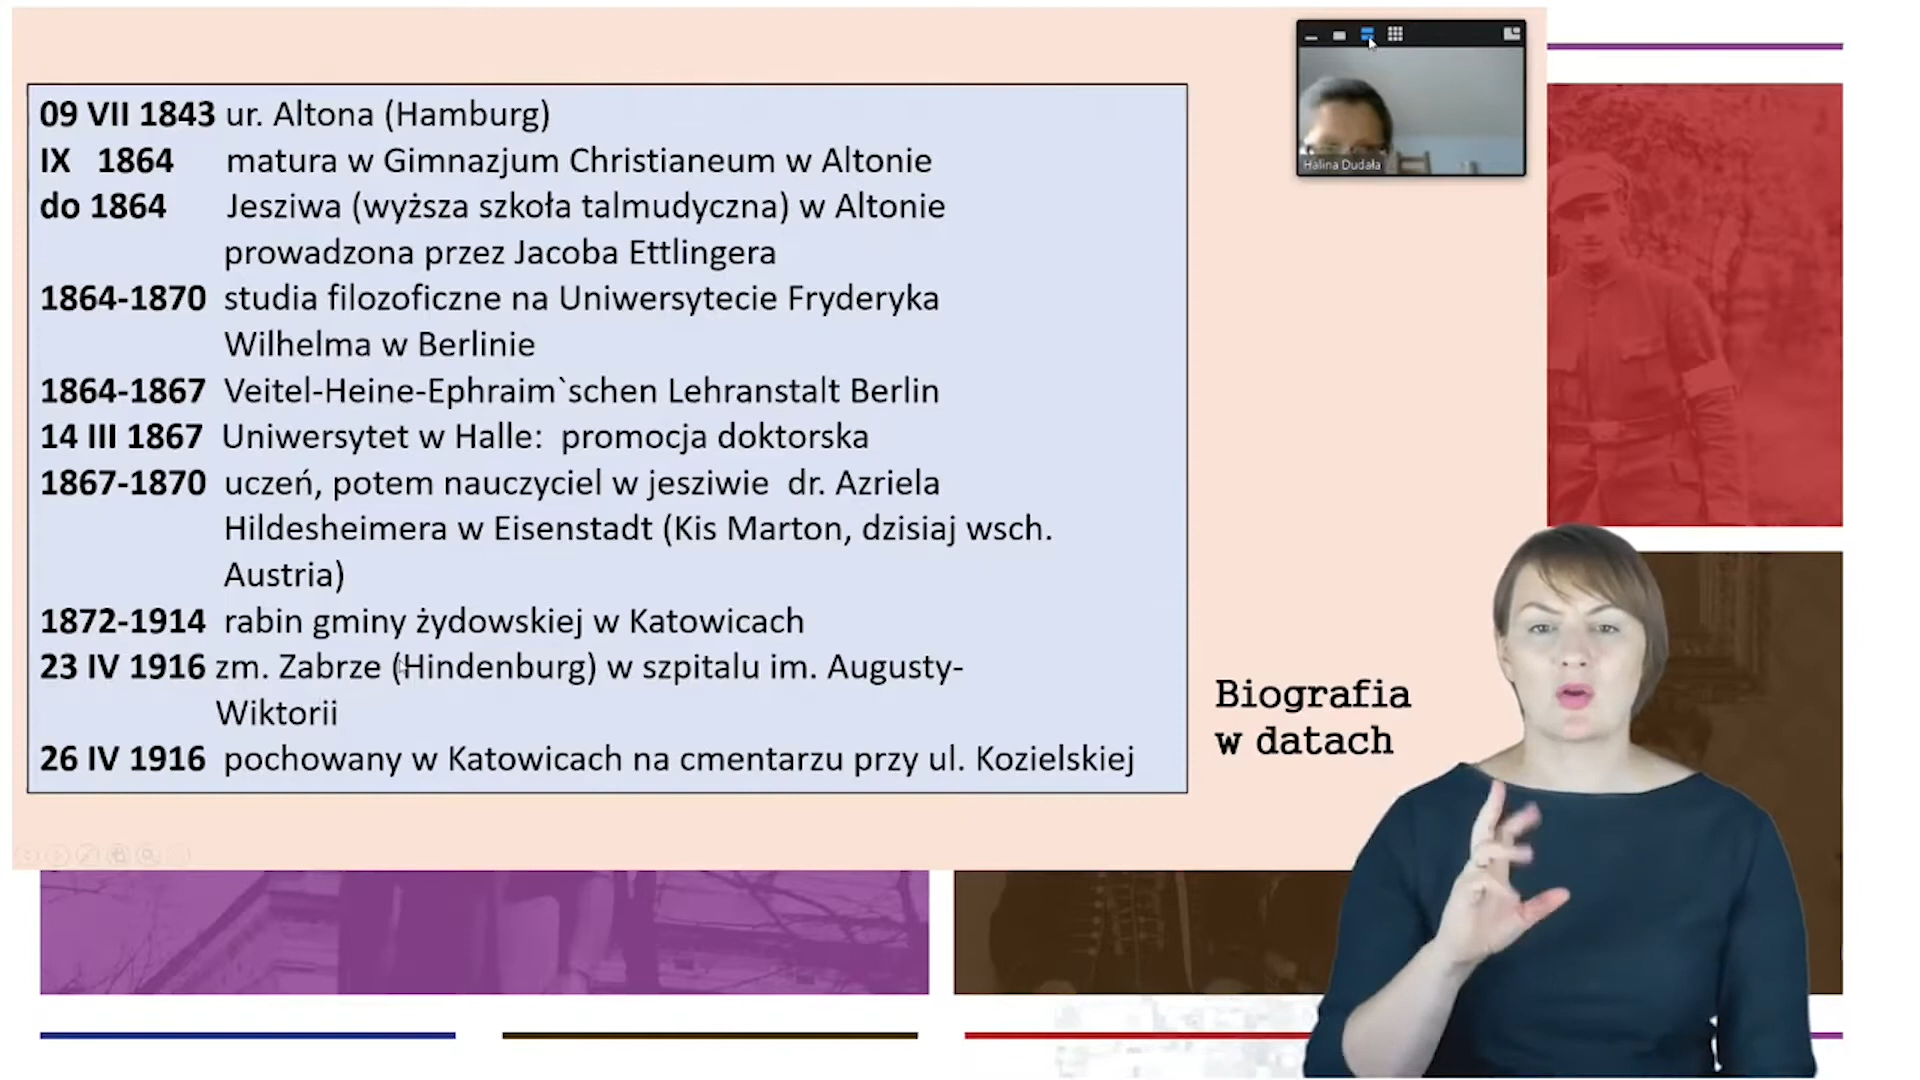 09 VII 1843 ur. Altona (Hamburg)
IX 1864 matura w Gimnazjum Christianeum w Altonie
do 1864 Jesziwa (wyższa szkoła talmudyczna) w Altonie
prowadzona przez Jacoba Ettlingera
1864-1870 studia filozoficzne na Uniwersytecie Fryderyka
Wilhelma w Berlinie
1864-1867 Veitel-Heine-Ephraim`schen Lehranstalt Berlin
14 III 1867 Uniwersytet w Halle: promocja doktorska
1867-1870 uczeń, potem nauczyciel w jesziwie dr. Azriela
Hildesheimera w Eisenstadt (Kis Marton, dzisiaj wsch.
Austria)
1872-1914 rabin gminy żydowskiej w Katowicach
23 IV 1916 zm. Zabrze (Hindenburg) w szpitalu im. Augusty-
Wiktorii
26 IV 1916 pochowany w Katowicach na cmentarzu przy ul. Kozielskiej
Halina Dudała
Biografia
w datach